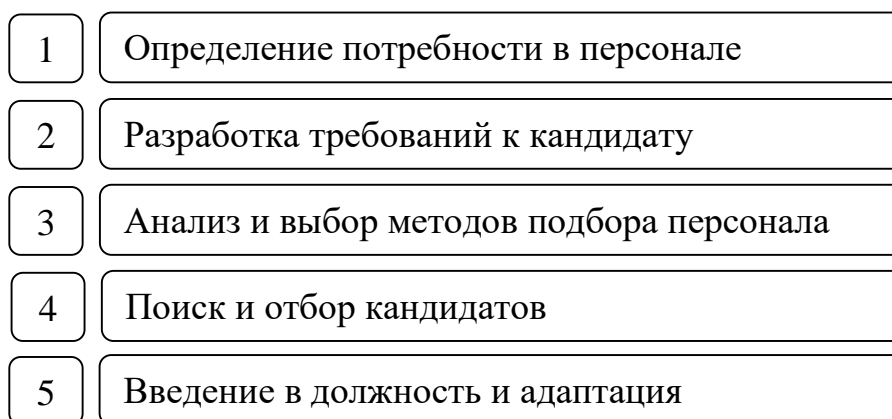 1 Определение потребности в персонале
2 Разработка требований к кандидату
3 Анализ и выбор методов подбора персонала
4 Поиск и отбор кандидатов
5 Введение в должность и адаптация